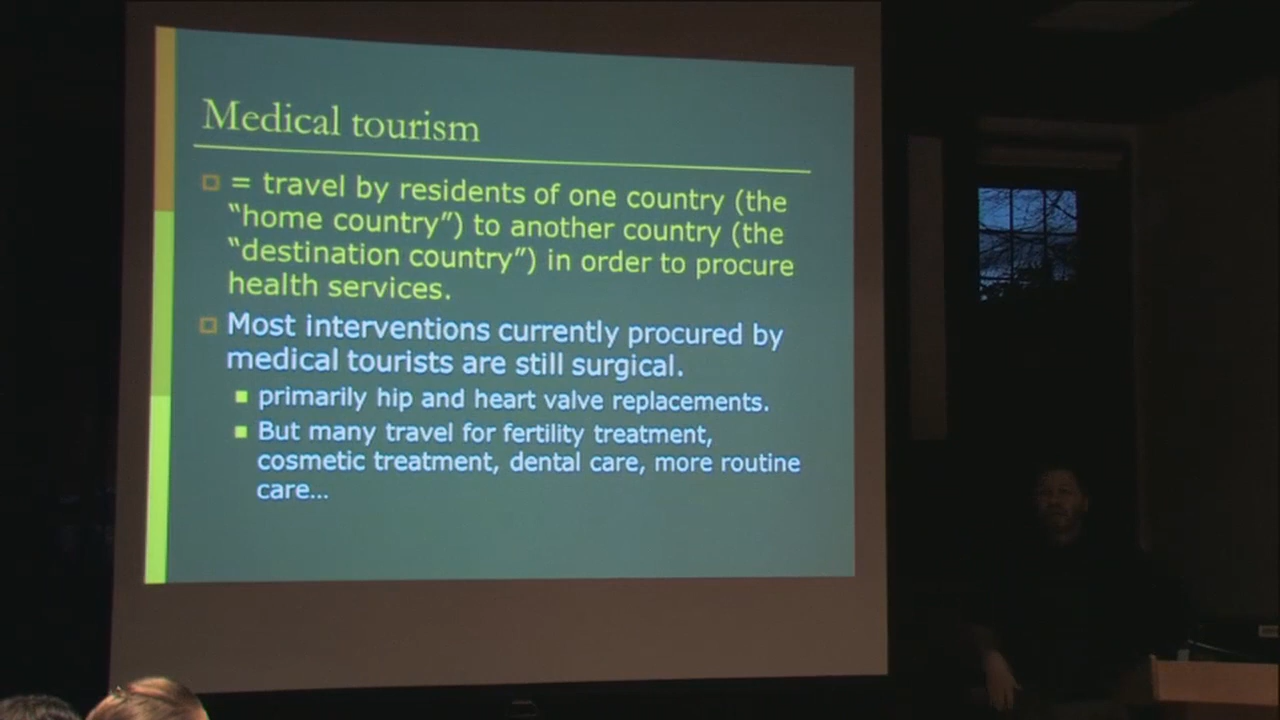 Medical tourism
= travel by residents of one country (the
“home country”) to another country (the
“destination country”) in order to procure
health services.
Most interventions currently procured by
medical tourists are still surgical.
primarily hip and heart valve replacements.
But many travel for fertility treatment,
cosmetic treatment, dental care, more routine
care...